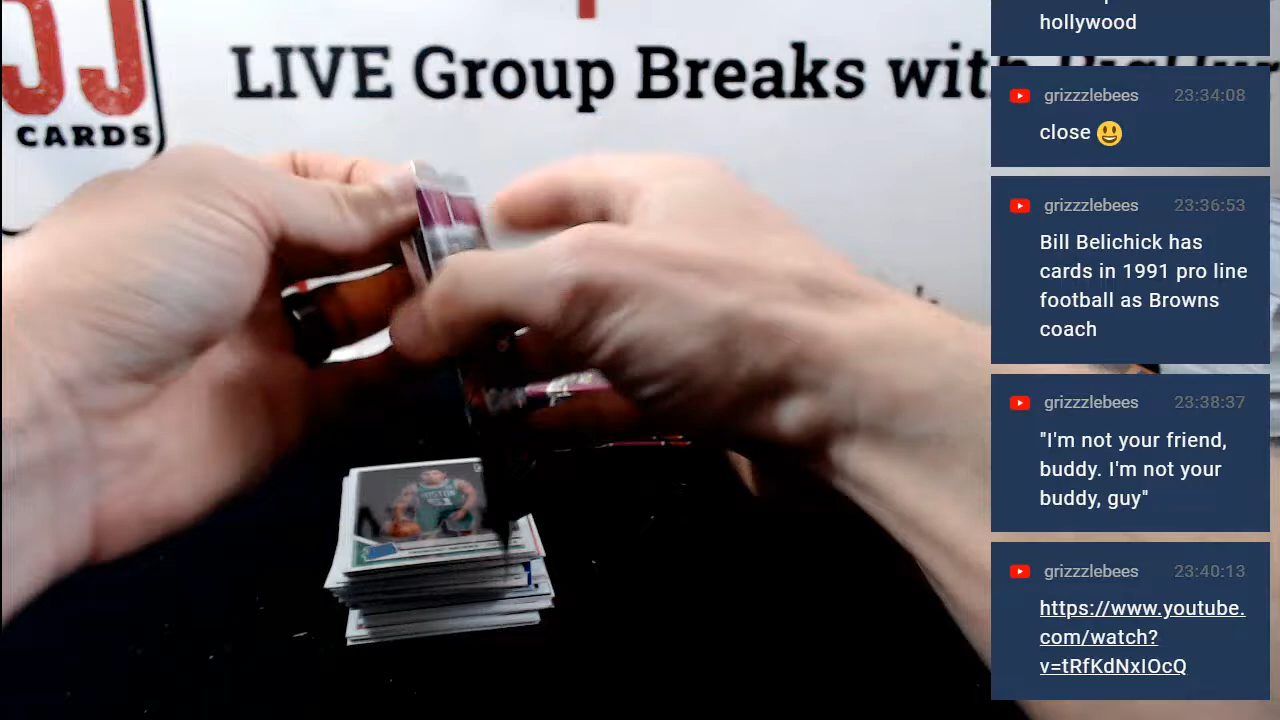 hollywood
JJ
CARDS
LIVE Group Breaks with
grizzzlebees 23:34:08
close 😃
grizzzlebees 23:36:53
Bill Belichick has
cards in 1991 pro line
football as Browns
coach
grizzzlebees 23:38:37
"I'm not your friend,
buddy. I'm not your
buddy, guy"
grizzzlebees 23:40:13
https://www.youtube.
com/watch?
v=tRfKdNxIOcQ